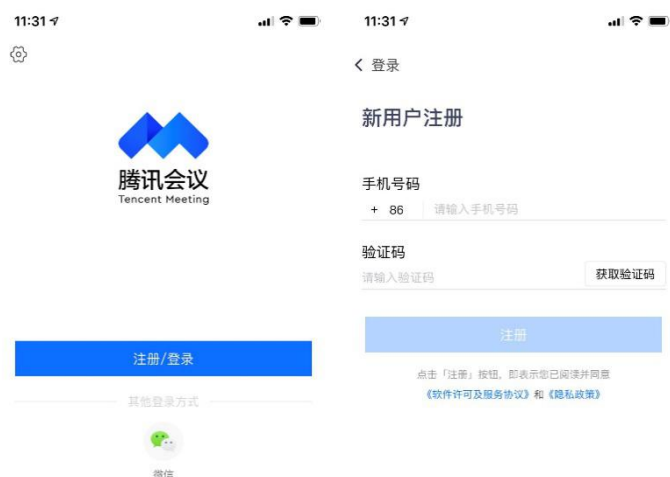 11:31
腾讯会议
Tencent Meeting
注册/登录
其他登录方式
微信
11:31
登录
新用户注册
手机号码
+ 86 请输入手机号码
验证码
请输入验证码 获取验证码
注册
点击「注册」按钮，即表示您已阅读并同意
《软件许可及服务协议》和《隐私政策》